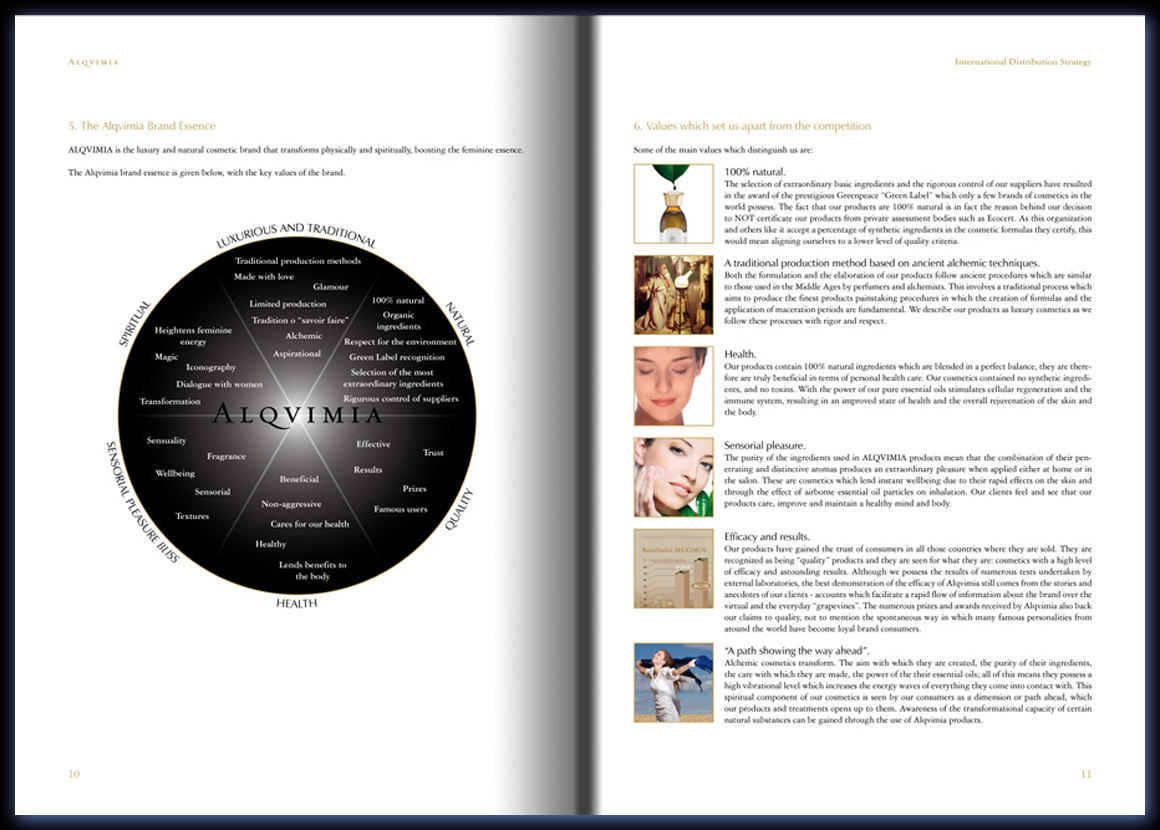 ALQVIMIA
5. The Alqvimia Brand Essence
ALQVIMIA is the luxury and natural cosmetic brand that transforms physically and spiritually, boosting the feminine essence.
The Alqvimia brand essence is given below, with the key values of the brand.
LUXURIOUS AND TRADITIONAL
Traditional production methods
Made with love
Glamour
Limited production
Tradition o “savoir faire”
Alchemic
Aspirational
NATURAL
100% natural
Organic
ingredients
Respect for the environment
Green Label recognition
Selection of the most
extraordinary ingredients
Rigurous control of suppliers
SPIRITUAL
Heightens feminine
energy
Magic
Iconography
Dialogue with women
Transformation
ALQVIMIA
SENSORIAL PLEASURE BLISS
Sensuality
Fragrance
Wellbeing
Sensorial
Textures
Beneficial
Non-aggressive
Cares for our health
Healthy
Lends benefits to
the body
HEALTH
Effective
Trust
Results
Prizes
Famous users
QUALITY
10
International Distribution Strategy
6. Values which set us apart from the competition
Some of the main values which distinguish us are:
100% natural.
The selection of extraordinary basic ingredients and the rigorous control of our suppliers have resulted
in the award of the prestigious Greenpeace “Green Label” which only a few brands of cosmetics in the
world possess. The fact that our products are 100% natural is in fact the reason behind our decision
to NOT certificate our products from private assessment bodies such as Ecocert. As this organization
and others like it accept a percentage of synthetic ingredients in the cosmetic formulas they certify, this
would mean aligning ourselves to a lower level of quality criteria.
A traditional production method based on ancient alchemic techniques.
Both the formulation and the elaboration of our products follow ancient procedures which are similar
to those used in the Middle Ages by perfumers and alchemists. This involves a traditional process which
aims to produce the finest products painstaking procedures in which the creation of formulas and the
application of maceration periods are fundamental. We describe our products as luxury cosmetics as we
follow these processes with rigor and respect.
Health.
Our products contain 100% natural ingredients which are blended in a perfect balance, they are there-
fore are truly beneficial in terms of personal health care. Our cosmetics contained no synthetic ingredi-
ents, and no toxins. With the power of our pure essential oils stimulates cellular regeneration and the
immune system, resulting in an improved state of health and the overall rejuvenation of the skin and
the body.
Sensorial pleasure.
The purity of the ingredients used in ALQVIMIA products mean that the combination of their pen-
etrating and distinctive aromas produces an extraordinary pleasure when applied either at home or in
the salon. These are cosmetics which lend instant wellbeing due to their rapid effects on the skin and
through the effect of airborne essential oil particles on inhalation. Our clients feel and see that our
products care, improve and maintain a healthy mind and body.
Resultados MÁXIMOS
Efficacy and results.
Our products have gained the trust of consumers in all those countries where they are sold. They are
recognized as being “quality” products and they are seen for what they are: cosmetics with a high level
of efficacy and astounding results. Although we possess the results of numerous tests undertaken by
external laboratories, the best demonstration of the efficacy of Alqvimia still comes from the stories and
anecdotes of our clients - accounts which facilitate a rapid flow of information about the brand over the
virtual and the everyday “grapevines”. The numerous prizes and awards received by Alqvimia also back
our claims to quality, not to mention the spontaneous way in which many famous personalities from
around the world have become loyal brand consumers.
“A path showing the way ahead”.
Alchemic cosmetics transform. The aim with which they are created, the purity of their ingredients,
the care with which they are made, the power of the their essential oils; all of this means they possess a
high vibrational level which increases the energy waves of everything they come into contact with. This
spiritual component of our cosmetics is seen by our consumers as a dimension or path ahead, which
our products and treatments opens up to them. Awareness of the transformational capacity of certain
natural substances can be gained through the use of Alqvimia products.
11